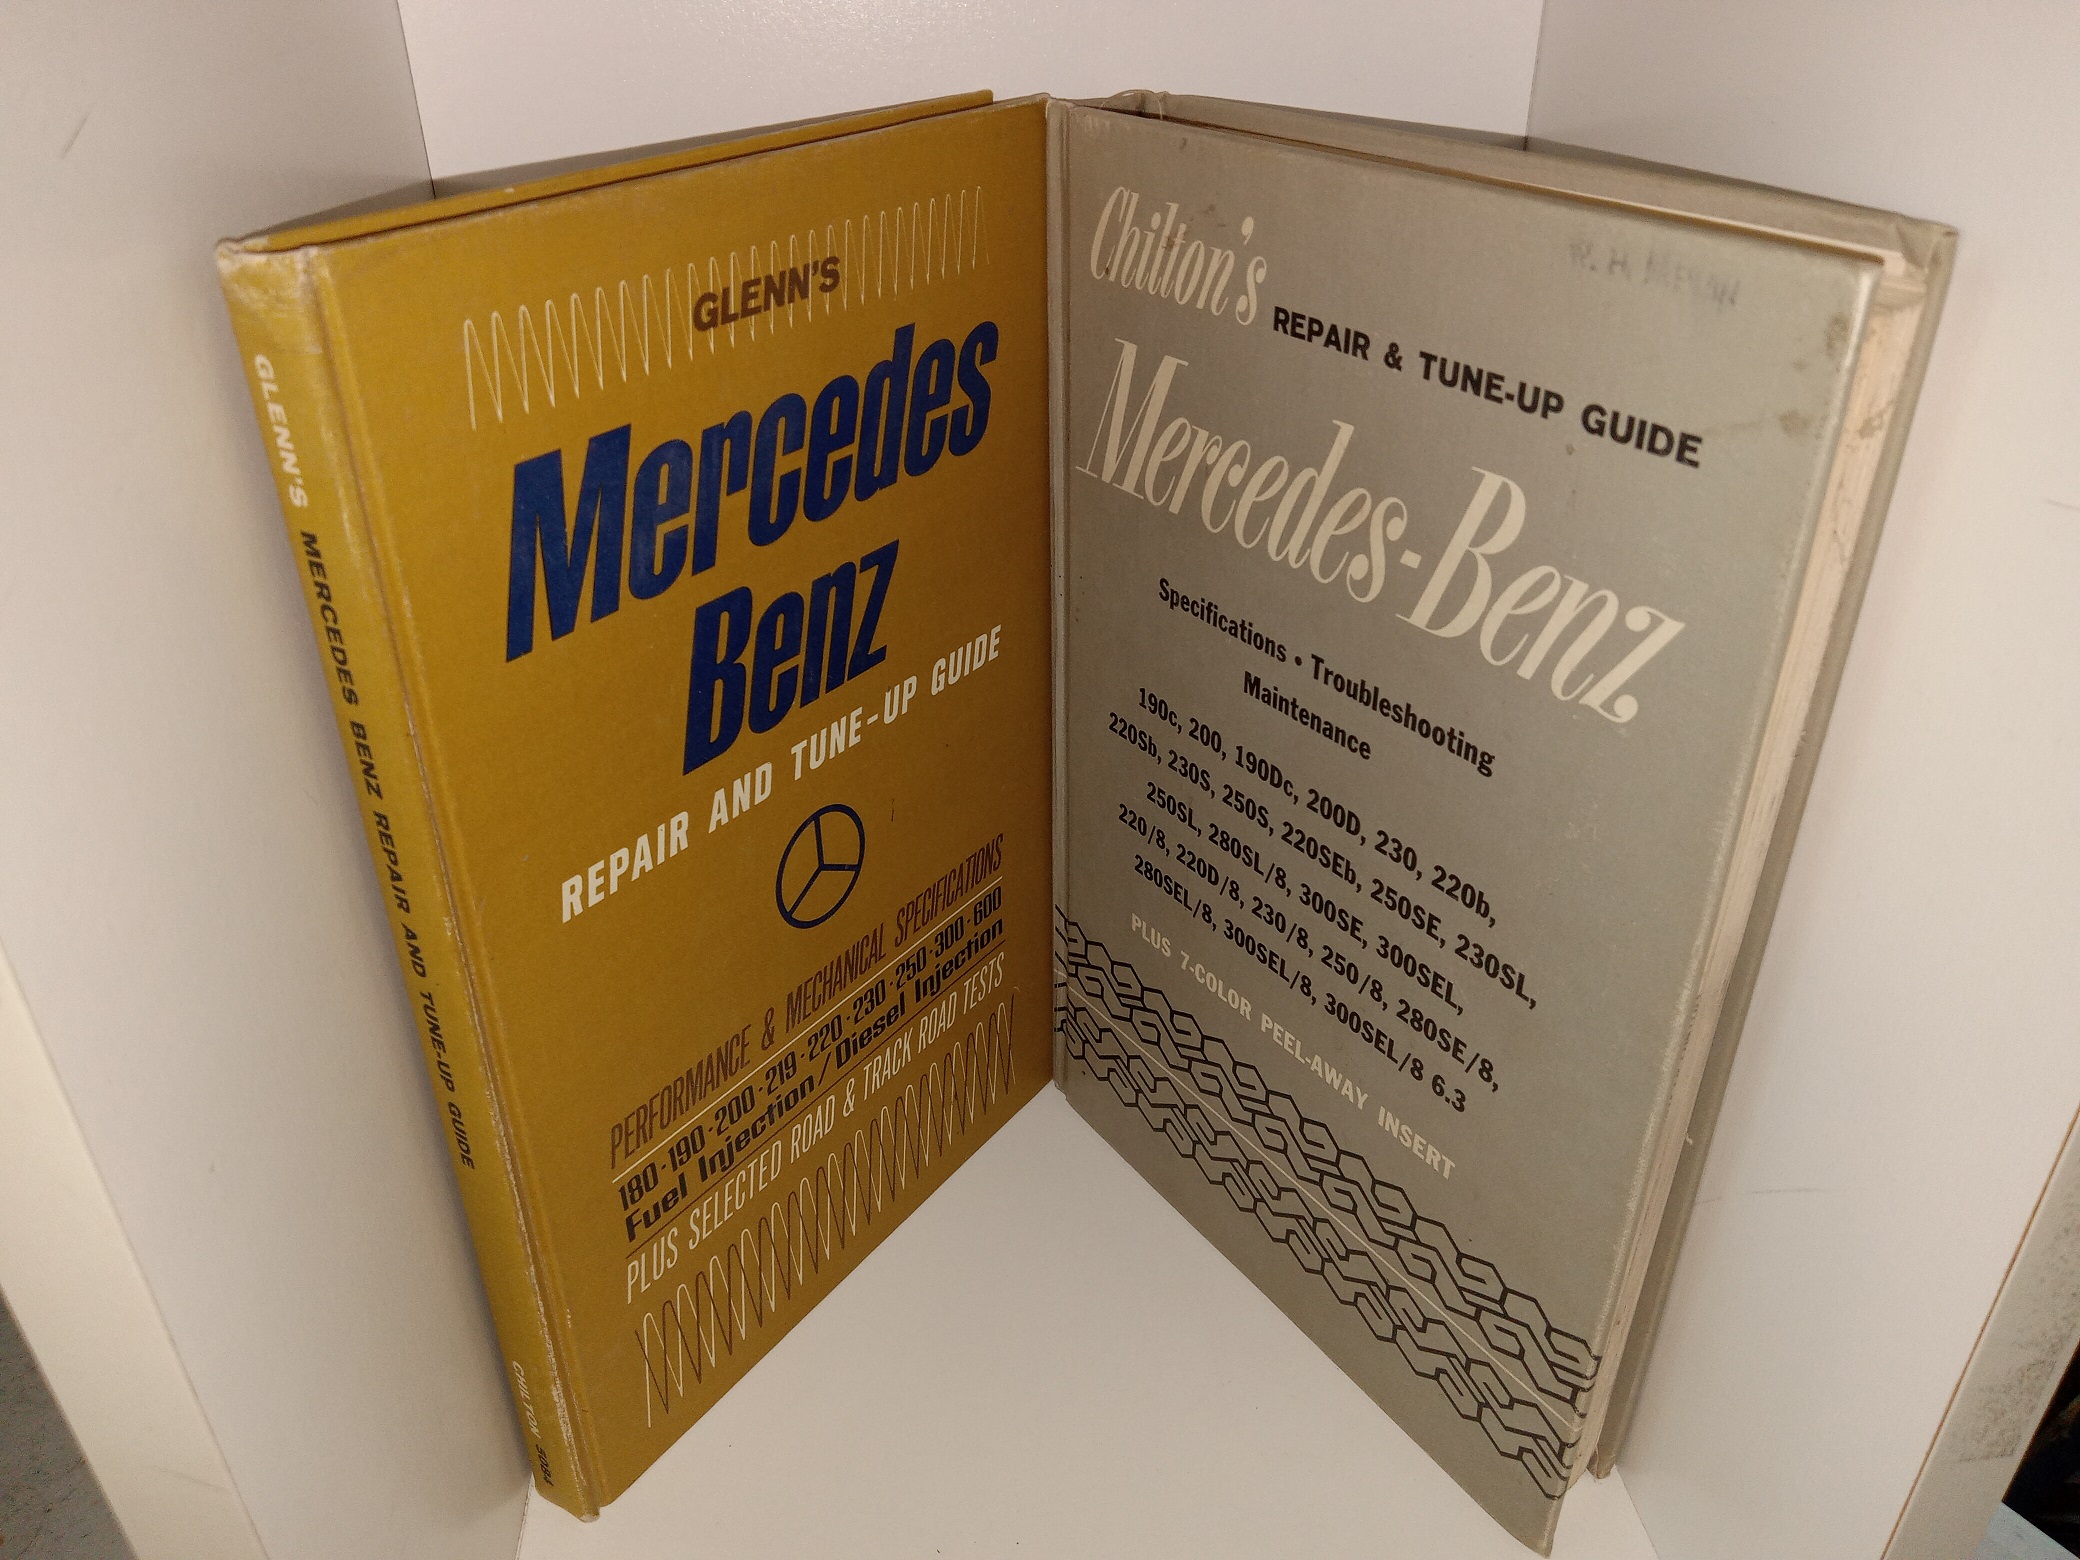 GLENN'S MERCEDES BENZ REPAIR AND TUNE-UP GUIDE
CHILTON 5084
GLENN'S
Mercedes
Benz
REPAIR AND TUNE-UP GUIDE
PERFORMANCE & MECHANICAL SPECIFICATIONS
180·190·200·219·220·230·250·300·600
Fuel Injection / Diesel Injection
PLUS SELECTED ROAD & TRACK ROAD TESTS
Chilton's REPAIR & TUNE-UP GUIDE
Mercedes-Benz
Specifications • Troubleshooting
Maintenance
190c, 200, 190Dc, 200D, 230, 220b,
220Sb, 230S, 250S, 220SEb, 250SE, 230SL,
250SL, 280SL/8, 300SE, 300SEL,
220/8, 220D/8, 230/8, 250/8, 280SE/8,
280SEL/8, 300SEL/8, 300SEL/8 6.3
PLUS 7-COLOR PEEL-AWAY INSERT